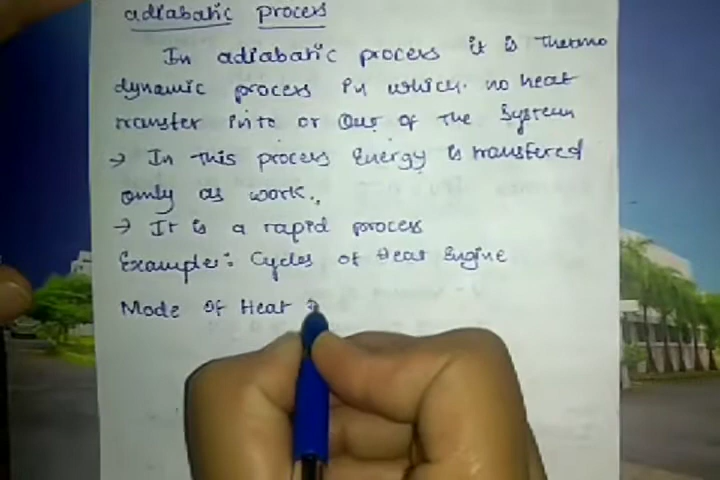 adiabatic process
In adiabatic process it is Thermo
dynamic process in which. no heat
transfer into or out of the System
→ In this process Energy is transfered
only as work.,
→ It is a rapid process
Example: Cycles of Heat Engine
Mode of Heat